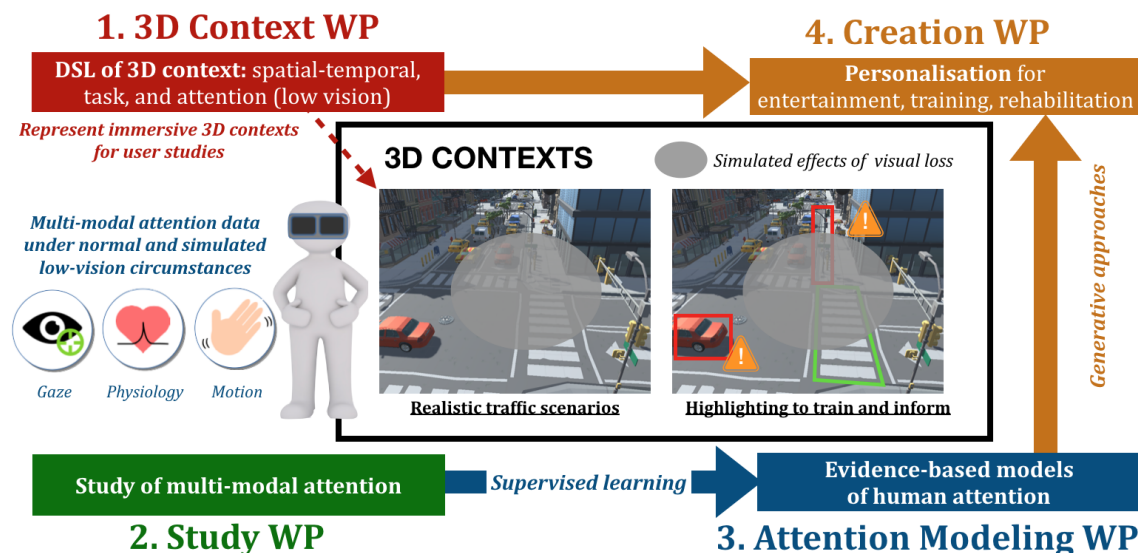 1. 3D Context WP
DSL of 3D context: spatial-temporal,
task, and attention (low vision)
Represent immersive 3D contexts
for user studies
4. Creation WP
Personalisation for
entertainment, training, rehabilitation
3D CONTEXTS
Simulated effects of visual loss
Multi-modal attention data
under normal and simulated
low-vision circumstances
Gaze
Physiology
Motion
Realistic traffic scenarios
Highlighting to train and inform
Generative approaches
Study of multi-modal attention
2. Study WP
Supervised learning
Evidence-based models
of human attention
3. Attention Modeling WP